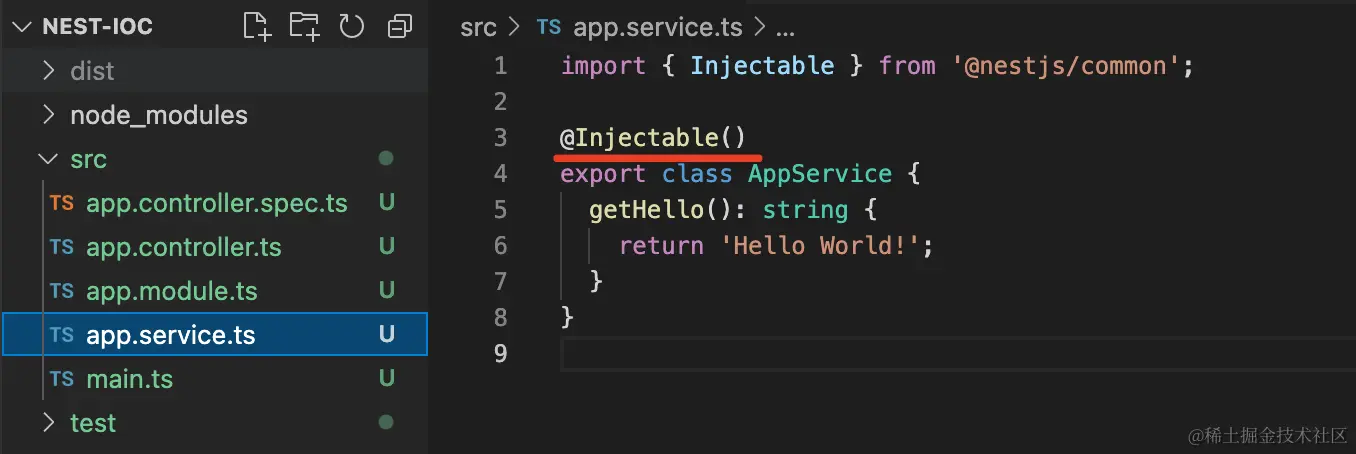 NEST-IOC
dist
node_modules
src
TS app.controller.spec.ts U
TS app.controller.ts U
TS app.module.ts U
TS app.service.ts U
TS main.ts U
test
src > TS app.service.ts > ...
1 import { Injectable } from '@nestjs/common';
2
3 @Injectable()
4 export class AppService {
5 getHello(): string {
6 return 'Hello World!';
7 }
8 }
9
@稀土掘金技术社区